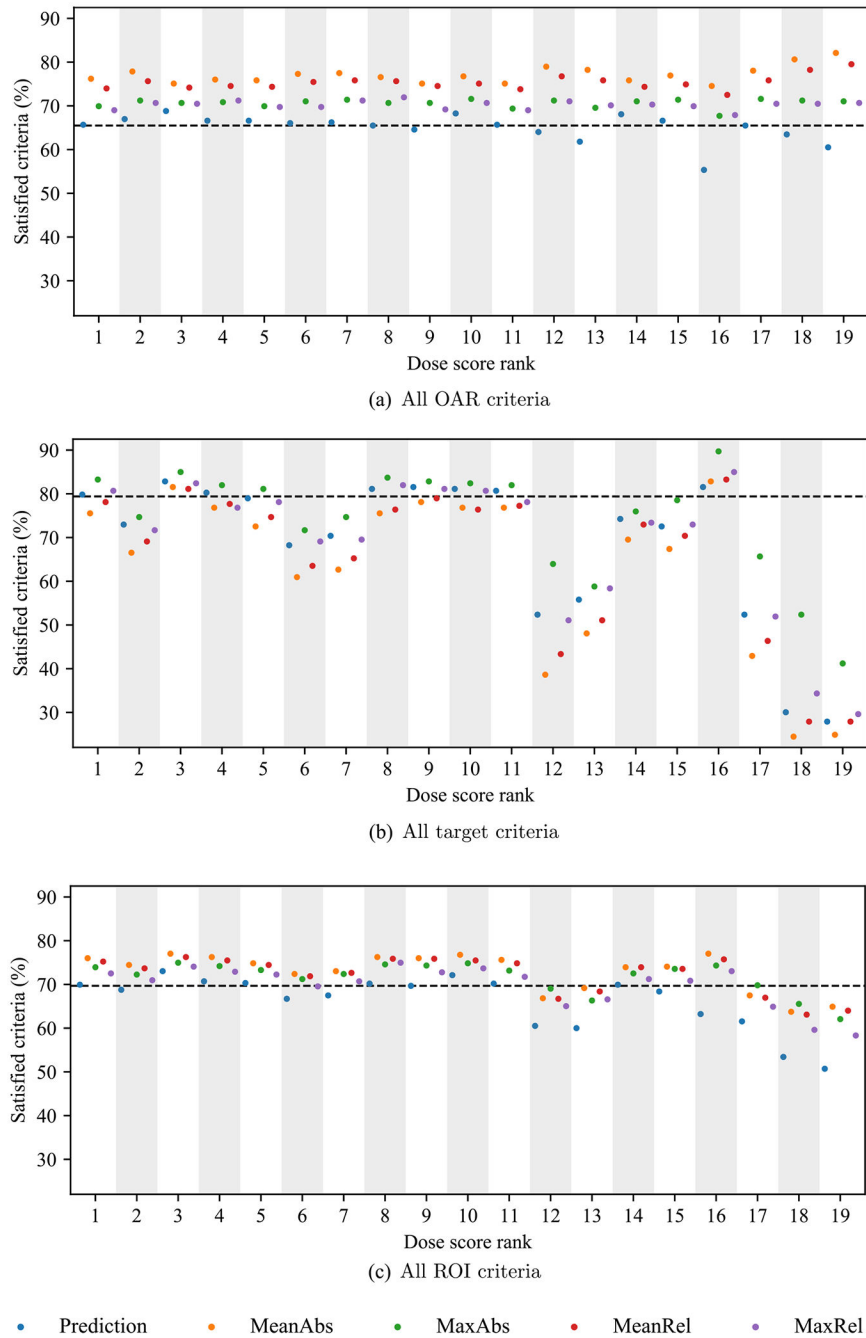 90
80
70
60
50
40
30
Satisfied criteria (%)
1 2 3 4 5 6 7 8 9 10 11 12 13 14 15 16 17 18 19
Dose score rank
(a) All OAR criteria
90
80
70
60
50
40
30
Satisfied criteria (%)
1 2 3 4 5 6 7 8 9 10 11 12 13 14 15 16 17 18 19
Dose score rank
(b) All target criteria
90
80
70
60
50
40
30
Satisfied criteria (%)
1 2 3 4 5 6 7 8 9 10 11 12 13 14 15 16 17 18 19
Dose score rank
(c) All ROI criteria
Prediction MeanAbs MaxAbs MeanRel MaxRel